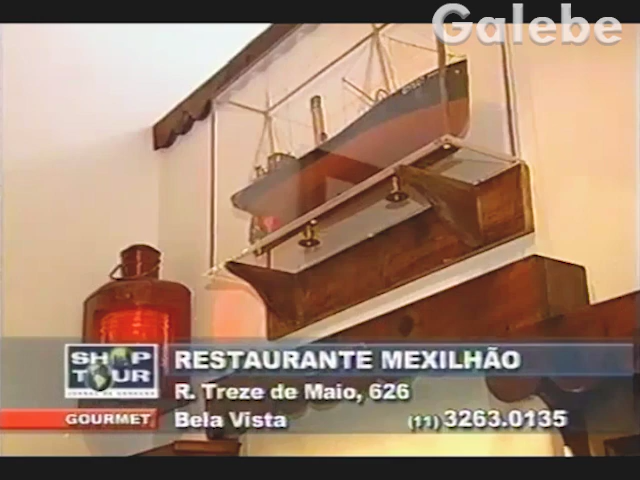 Galebe
SHOP
TOUR
RESTAURANTE MEXILHÃO
R. Treze de Maio, 626
GOURMET
Bela Vista
(11) 3263.0135